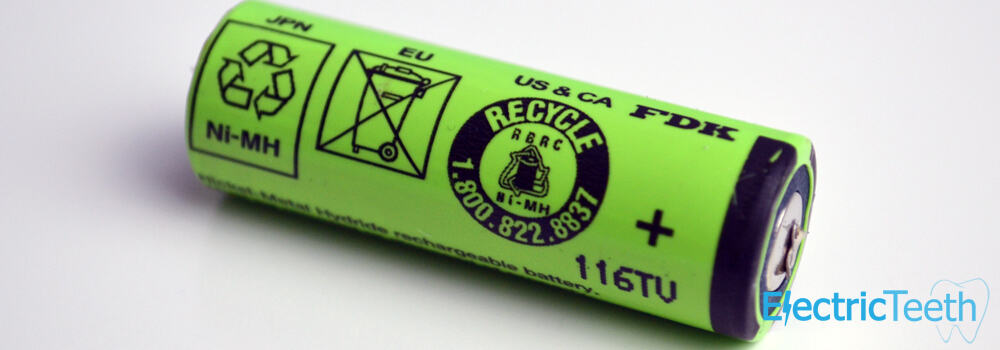 JPN
Ni-MH
EU
US & CA
RECYCLE
RBRC
Ni-MH
1.800.822.8837
FDK
+
116TV
Nickel-Metal Hydride rechargeable battery.
ElectricTeeth